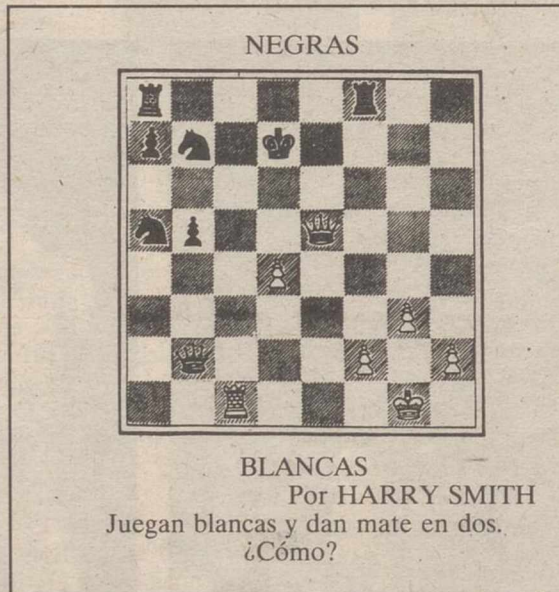 NEGRAS
BLANCAS
Por HARRY SMITH
Juegan blancas y dan mate en dos.
¿Cómo?